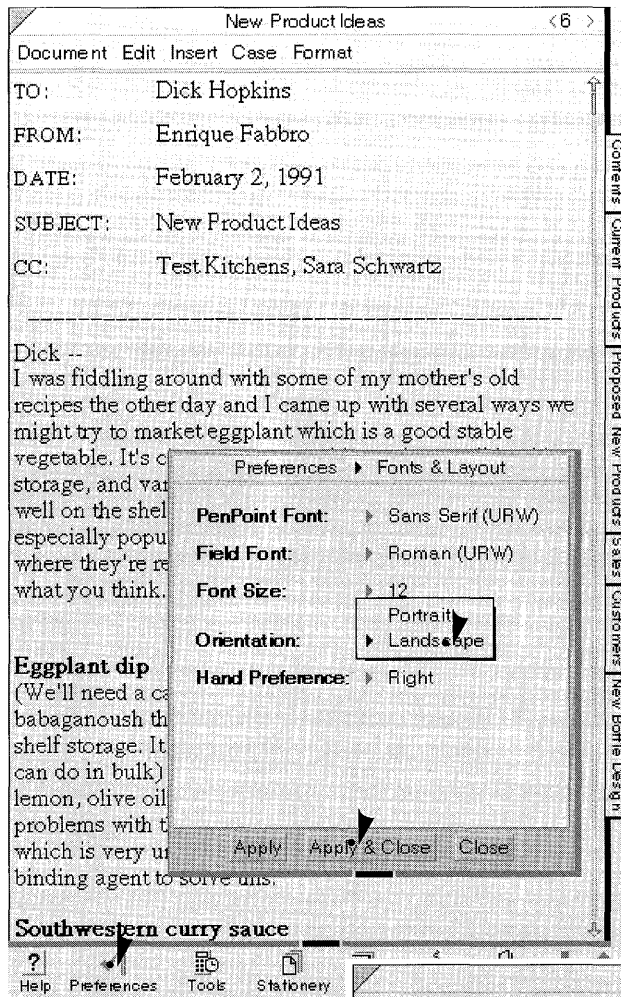 New Product Ideas
<6 >
Document Edit Insert Case Format
TO: Dick Hopkins
FROM: Enrique Fabbro
DATE: February 2, 1991
SUBJECT: New Product Ideas
CC: Test Kitchens, Sara Schwartz
Dick --
I was fiddling around with some of my mother's old
recipes the other day and I came up with several ways we
might try to market eggplant which is a good stable
vegetable. It's c
storage, and var
well on the shel
especially popu
where they're re
what you think.
Preferences ▶ Fonts & Layout
PenPoint Font: ▶ Sans Serif (URW)
Field Font: ▶ Roman (URW)
Font Size: ▶ 12
Portrait
Orientation: ▶ Landscape
Hand Preference: ▶ Right
Apply Apply & Close Close
Eggplant dip
(We'll need a ca
babaganoush th
shelf storage. It
can do in bulk)
lemon, olive oil
problems with t
which is very un
binding agent to solve this.
Southwestern curry sauce
? Help Preferences Tools Stationery
Contents
Current Products
Proposed New Products
Sales
Customers
New Bottle Design